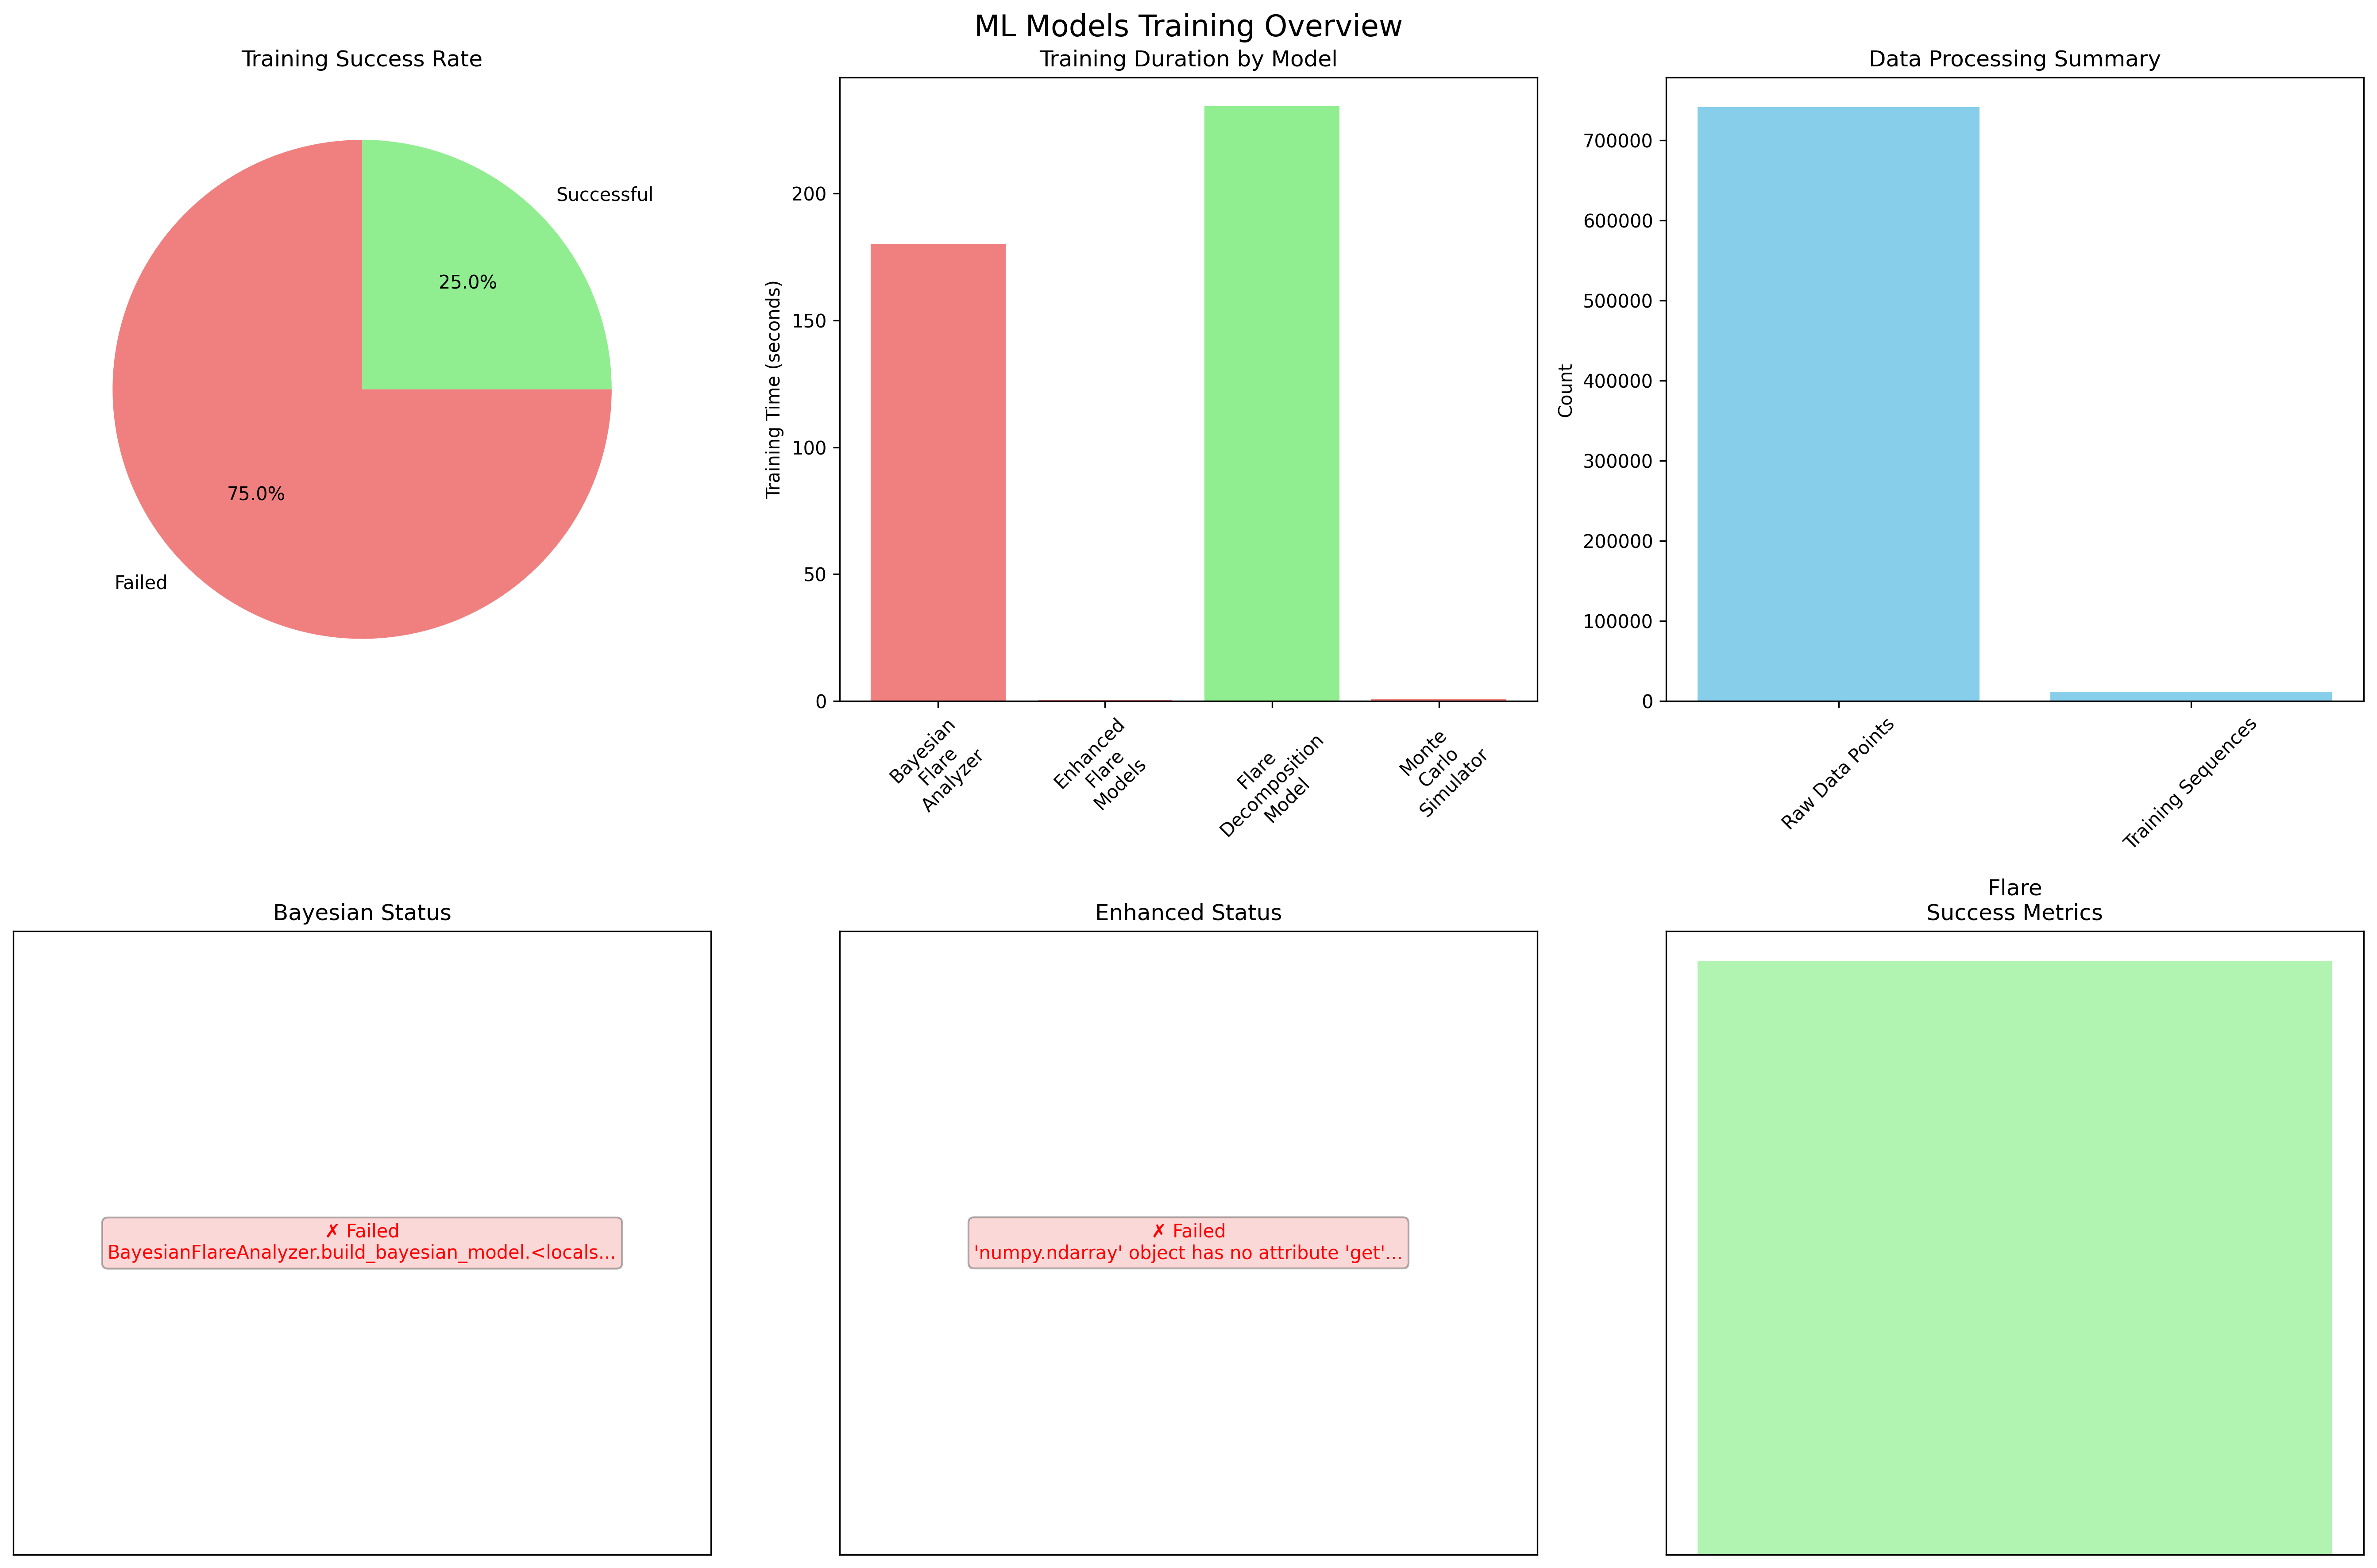 ML Models Training Overview
Training Success Rate
Successful
25.0%
75.0%
Failed
Training Duration by Model
Training Time (seconds)
200
150
100
50
0
Bayesian
Flare
Analyzer
Enhanced
Flare
Models
Flare
Decomposition
Model
Monte
Carlo
Simulator
Data Processing Summary
Count
700000
600000
500000
400000
300000
200000
100000
0
Raw Data Points
Training Sequences
Bayesian Status
✗ Failed
BayesianFlareAnalyzer.build_bayesian_model.<locals...
Enhanced Status
✗ Failed
'numpy.ndarray' object has no attribute 'get'...
Flare
Success Metrics